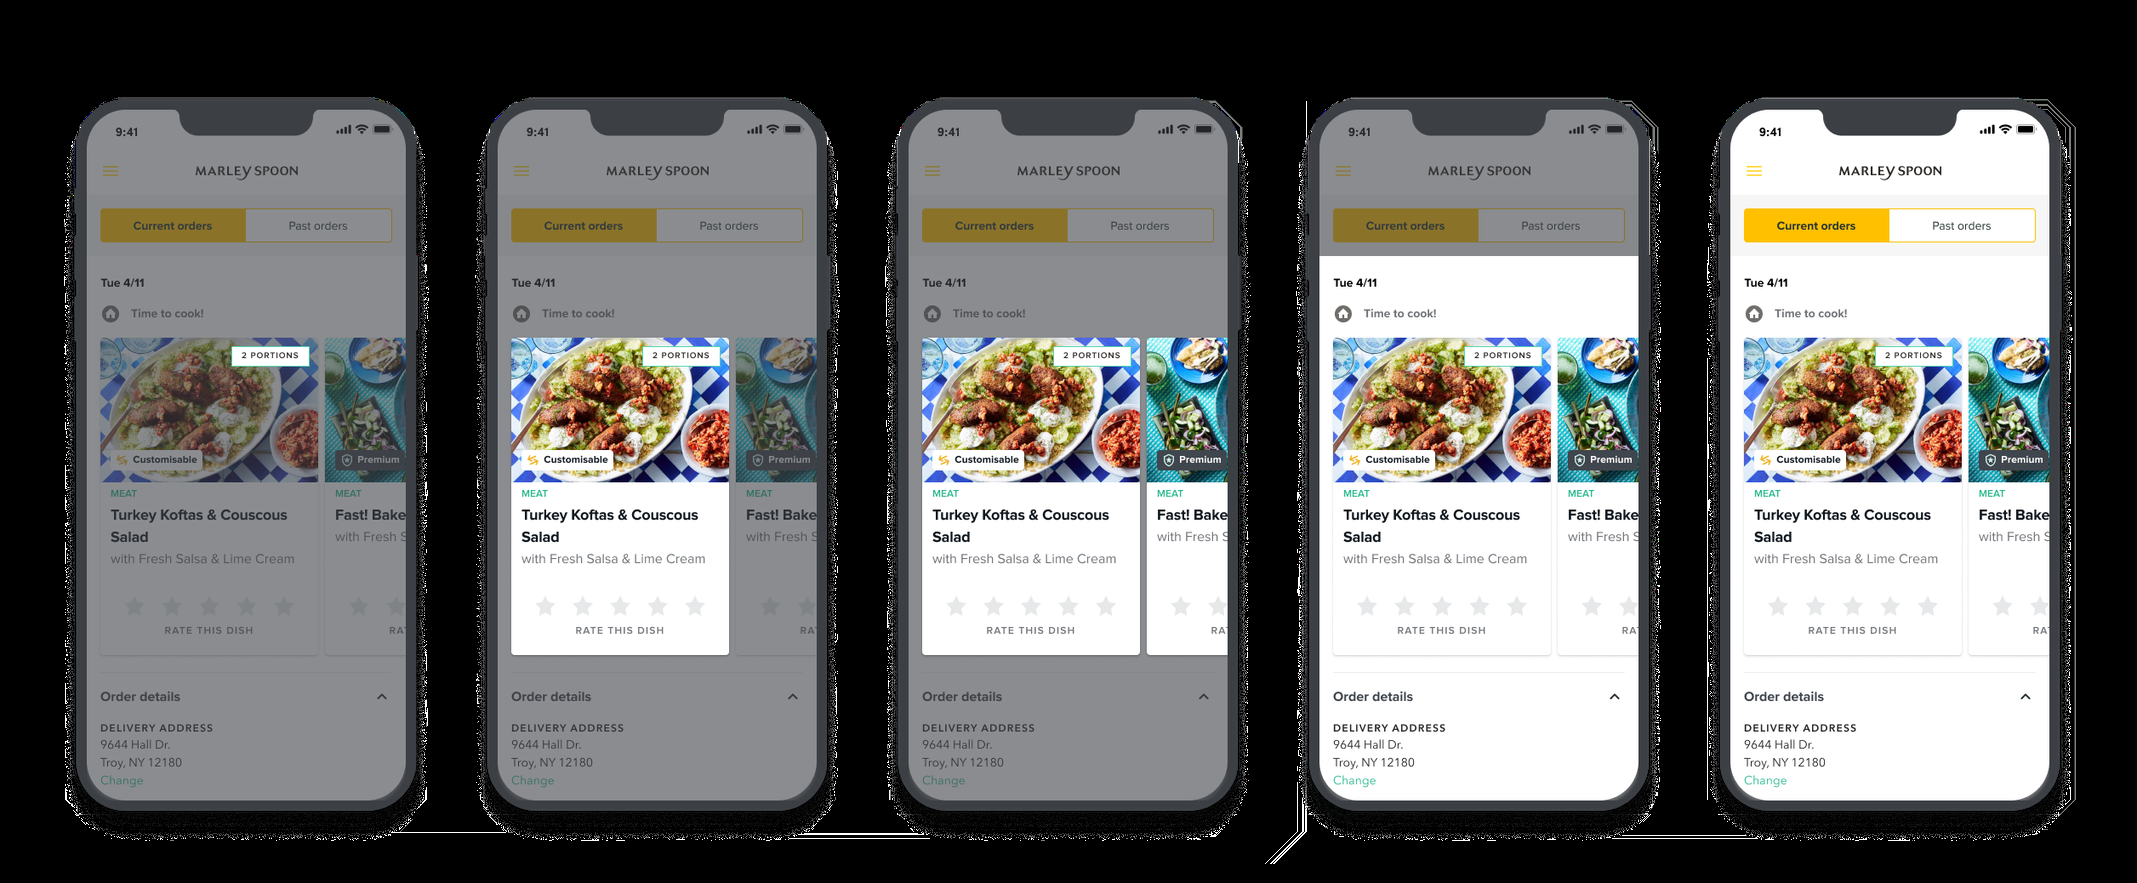 9:41
MARLEY SPOON
Current orders
Past orders
Tue 4/11
Time to cook!
2 PORTIONS
Customisable
Premium
MEAT
MEAT
Turkey Koftas & Couscous
Salad
with Fresh Salsa & Lime Cream
Fast! Bake
with Fresh S
RATE THIS DISH
RA
Order details
DELIVERY ADDRESS
9644 Hall Dr.
Troy, NY 12180
Change
9:41
MARLEY SPOON
Current orders
Past orders
Tue 4/11
Time to cook!
2 PORTIONS
Customisable
Premium
MEAT
MEAT
Turkey Koftas & Couscous
Salad
with Fresh Salsa & Lime Cream
Fast! Bake
with Fresh S
RATE THIS DISH
RA
Order details
DELIVERY ADDRESS
9644 Hall Dr.
Troy, NY 12180
Change
9:41
MARLEY SPOON
Current orders
Past orders
Tue 4/11
Time to cook!
2 PORTIONS
Customisable
Premium
MEAT
MEAT
Turkey Koftas & Couscous
Salad
with Fresh Salsa & Lime Cream
Fast! Bake
with Fresh S
RATE THIS DISH
RA
Order details
DELIVERY ADDRESS
9644 Hall Dr.
Troy, NY 12180
Change
9:41
MARLEY SPOON
Current orders
Past orders
Tue 4/11
Time to cook!
2 PORTIONS
Customisable
Premium
MEAT
MEAT
Turkey Koftas & Couscous
Salad
with Fresh Salsa & Lime Cream
Fast! Bake
with Fresh S
RATE THIS DISH
RA
Order details
DELIVERY ADDRESS
9644 Hall Dr.
Troy, NY 12180
Change
9:41
MARLEY SPOON
Current orders
Past orders
Tue 4/11
Time to cook!
2 PORTIONS
Customisable
Premium
MEAT
MEAT
Turkey Koftas & Couscous
Salad
with Fresh Salsa & Lime Cream
Fast! Bake
with Fresh S
RATE THIS DISH
RA
Order details
DELIVERY ADDRESS
9644 Hall Dr.
Troy, NY 12180
Change